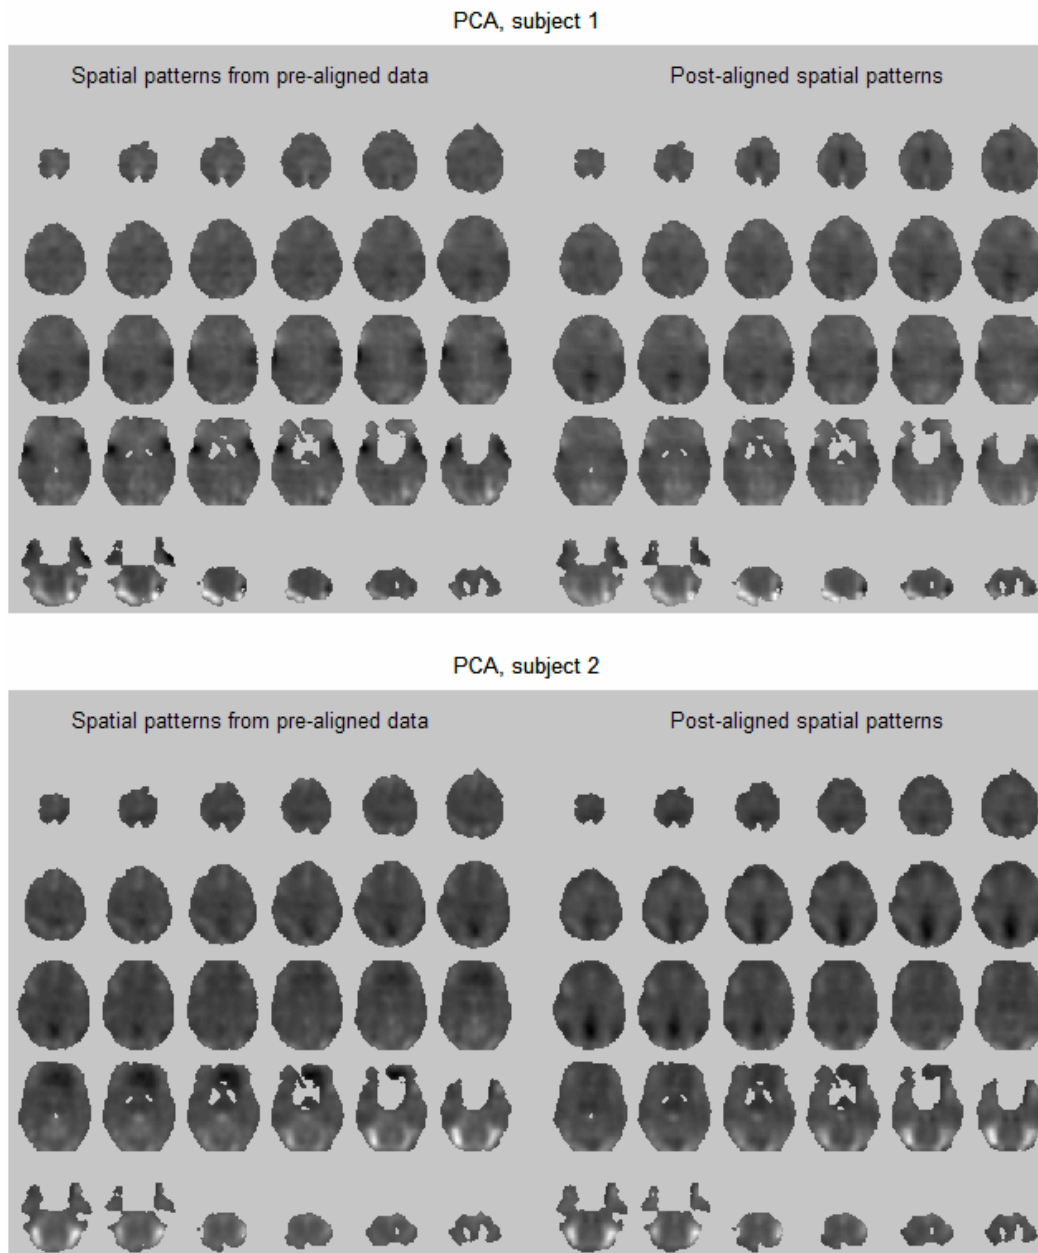 PCA, subject 1
Spatial patterns from pre-aligned data
Post-aligned spatial patterns
PCA, subject 2
Spatial patterns from pre-aligned data
Post-aligned spatial patterns